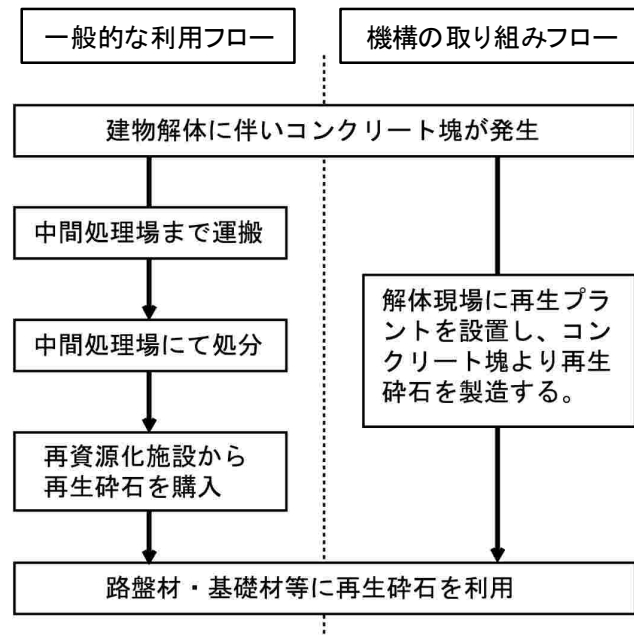 一般的な利用フロー
機構の取り組みフロー
建物解体に伴いコンクリート塊が発生
中間処理場まで運搬
中間処理場にて処分
再資源化施設から
再生砕石を購入
解体現場に再生プラ
ントを設置し、コン
クリート塊より再生
砕石を製造する。
路盤材・基礎材等に再生砕石を利用